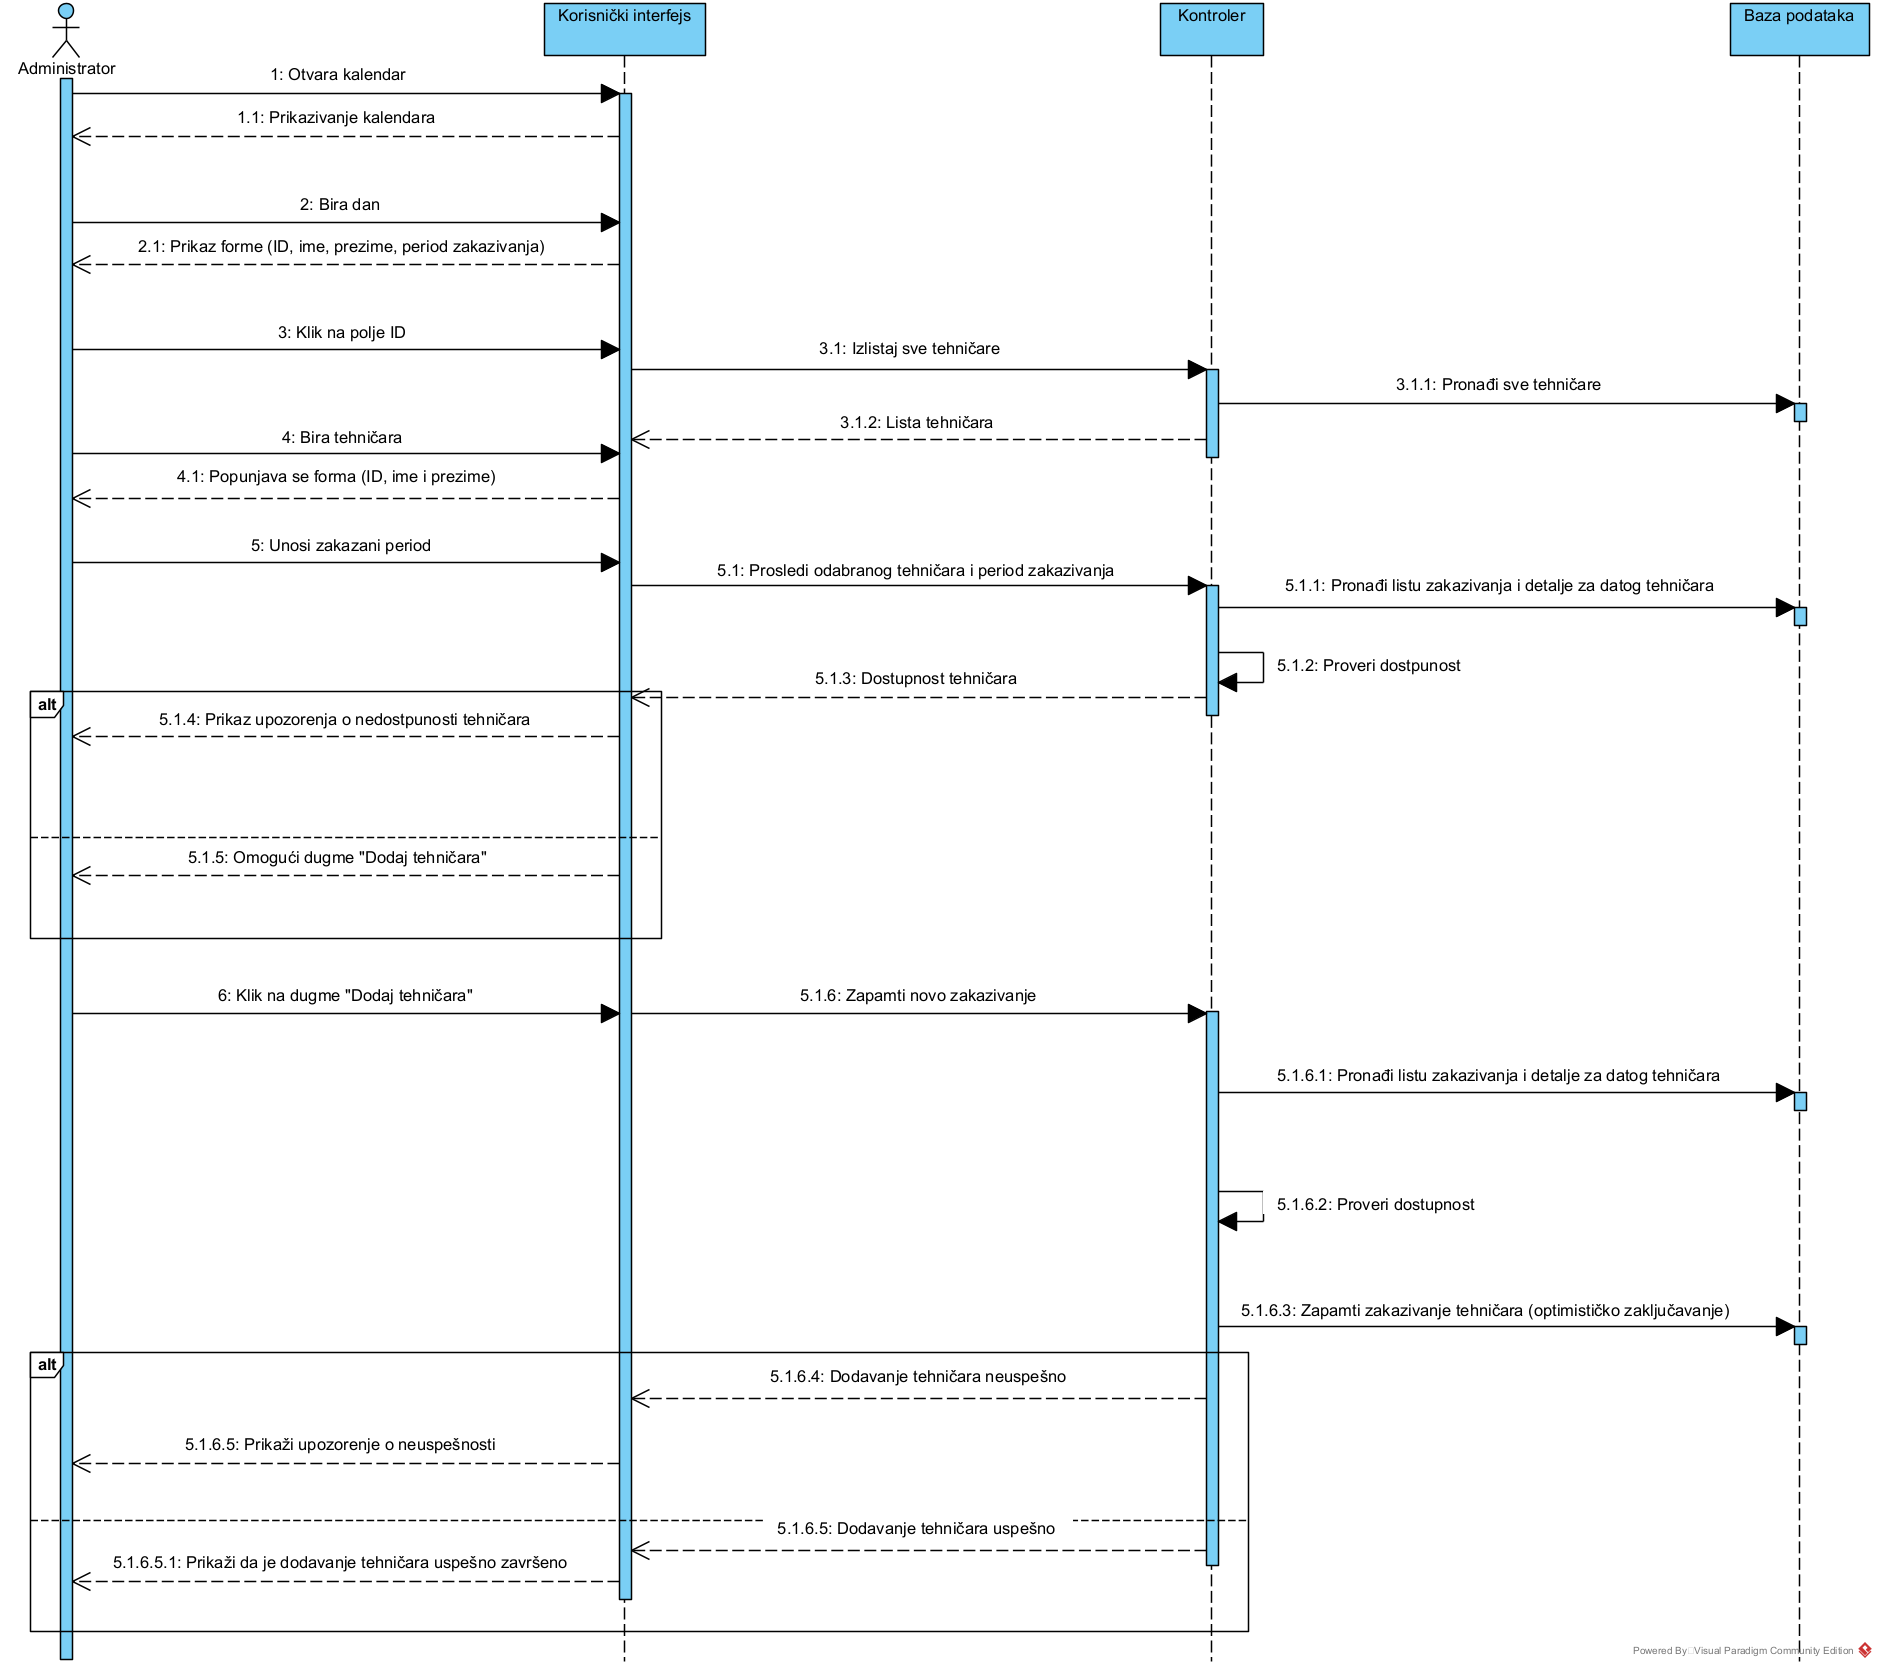 Korisnički interfejs
Kontroler
Baza podataka
Administrator
1: Otvara kalendar
1.1: Prikazivanje kalendara
2: Bira dan
2.1: Prikaz forme (ID, ime, prezime, period zakazivanja)
3: Klik na polje ID
3.1: Izlistaj sve tehničare
3.1.1: Pronađi sve tehničare
3.1.2: Lista tehničara
4: Bira tehničara
4.1: Popunjava se forma (ID, ime i prezime)
5: Unosi zakazani period
5.1: Prosledi odabranog tehničara i period zakazivanja
5.1.1: Pronađi listu zakazivanja i detalje za datog tehničara
5.1.2: Proveri dostpunost
5.1.3: Dostupnost tehničara
alt
5.1.4: Prikaz upozorenja o nedostpunosti tehničara
5.1.5: Omogući dugme "Dodaj tehničara"
6: Klik na dugme "Dodaj tehničara"
5.1.6: Zapamti novo zakazivanje
5.1.6.1: Pronađi listu zakazivanja i detalje za datog tehničara
5.1.6.2: Proveri dostupnost
5.1.6.3: Zapamti zakazivanje tehničara (optimističko zaključavanje)
alt
5.1.6.4: Dodavanje tehničara neuspešno
5.1.6.5: Prikaži upozorenje o neuspešnosti
5.1.6.5: Dodavanje tehničara uspešno
5.1.6.5.1: Prikaži da je dodavanje tehničara uspešno završeno
Powered By Visual Paradigm Community Edition